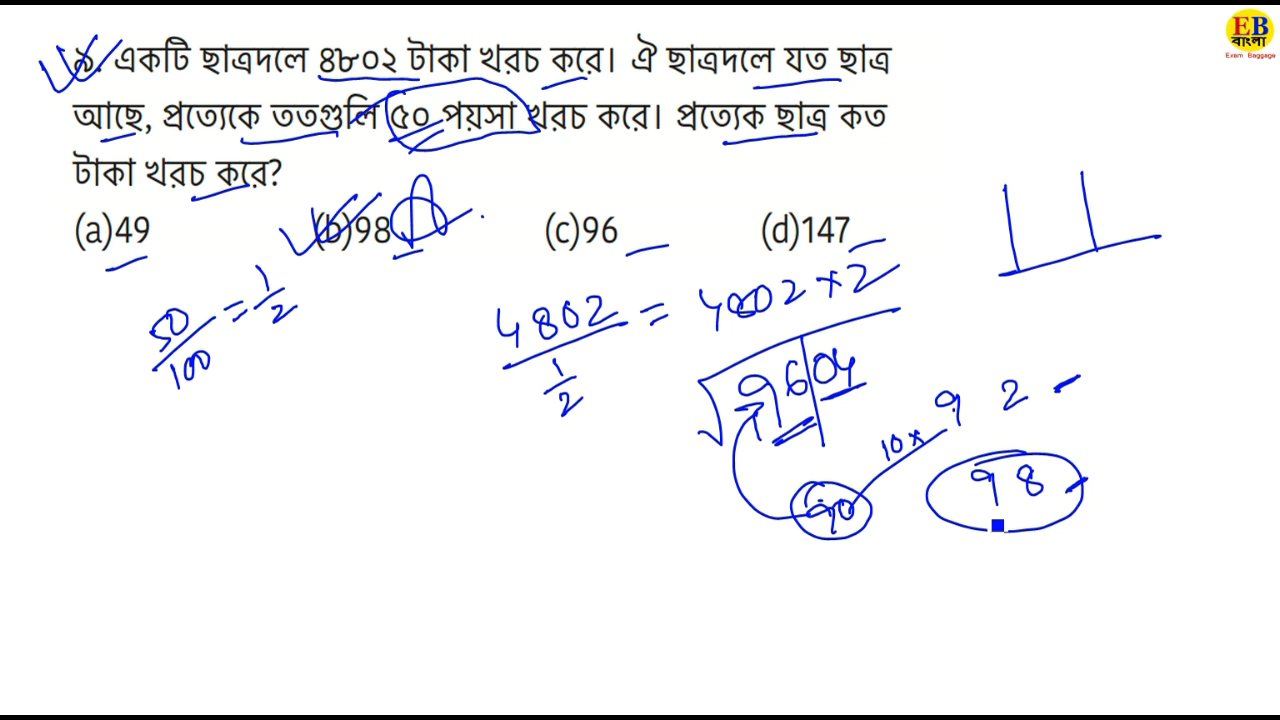 EB
বাংলা
Exam Baggage
৯. একটি ছাত্রদলে ৪৮০২ টাকা খরচ করে। ঐ ছাত্রদলে যত ছাত্র
আছে, প্রত্যেকে ততগুলি ৫০ পয়সা খরচ করে। প্রত্যেক ছাত্র কত
টাকা খরচ করে?
(a)49 (b)98 (c)96 (d)147
50/100 = 1/2
4802 / 1/2 = 4802 × 2
√9604
10 × 9 2
90
98